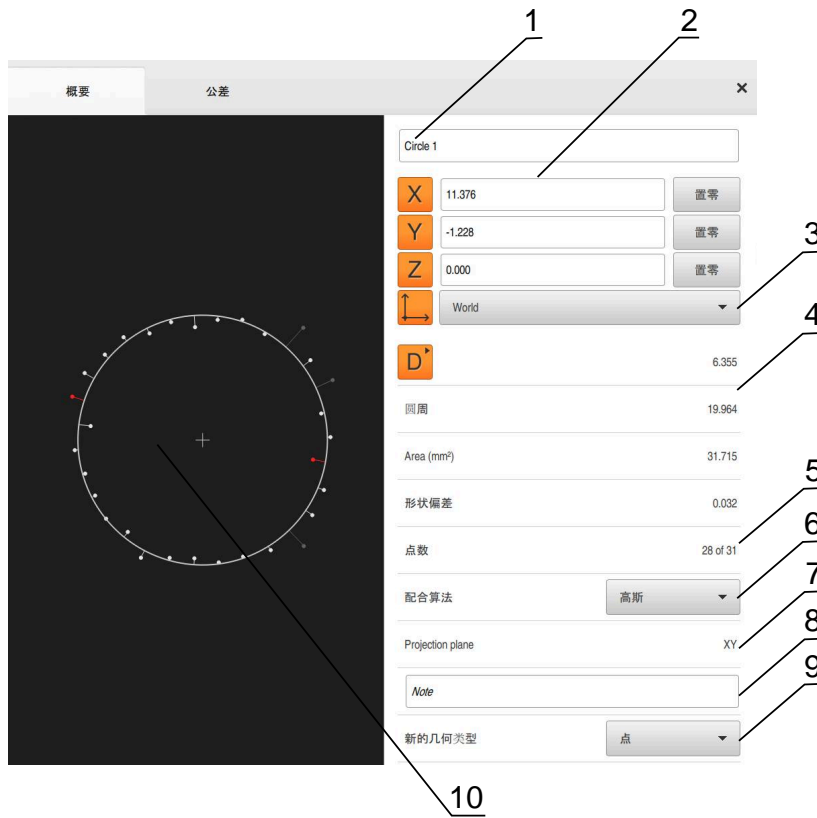 1 2
概要 公差 ×
Circle 1
X 11.376 置零
Y -1.228 置零
3
Z 0.000 置零
World
4
D 6.355
圆周 19.964
Area (mm²) 31.715
5
形状偏差 0.032
6
点数 28 of 31
7
配合算法 高斯
8
Projection plane XY
9
Note
新的几何类型 点
10